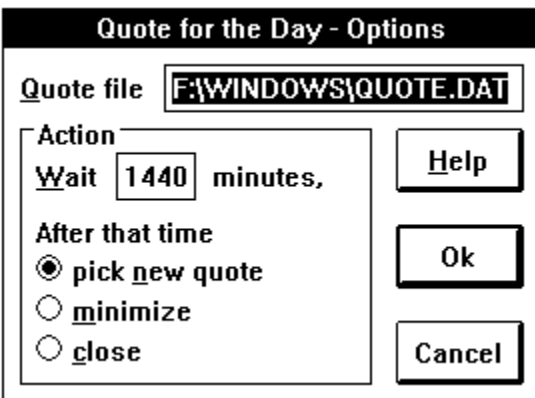 Quote for the Day - Options
Quote file F:\WINDOWS\QUOTE.DAT
Action
Wait 1440 minutes,
After that time
pick new quote
minimize
close
Help
Ok
Cancel